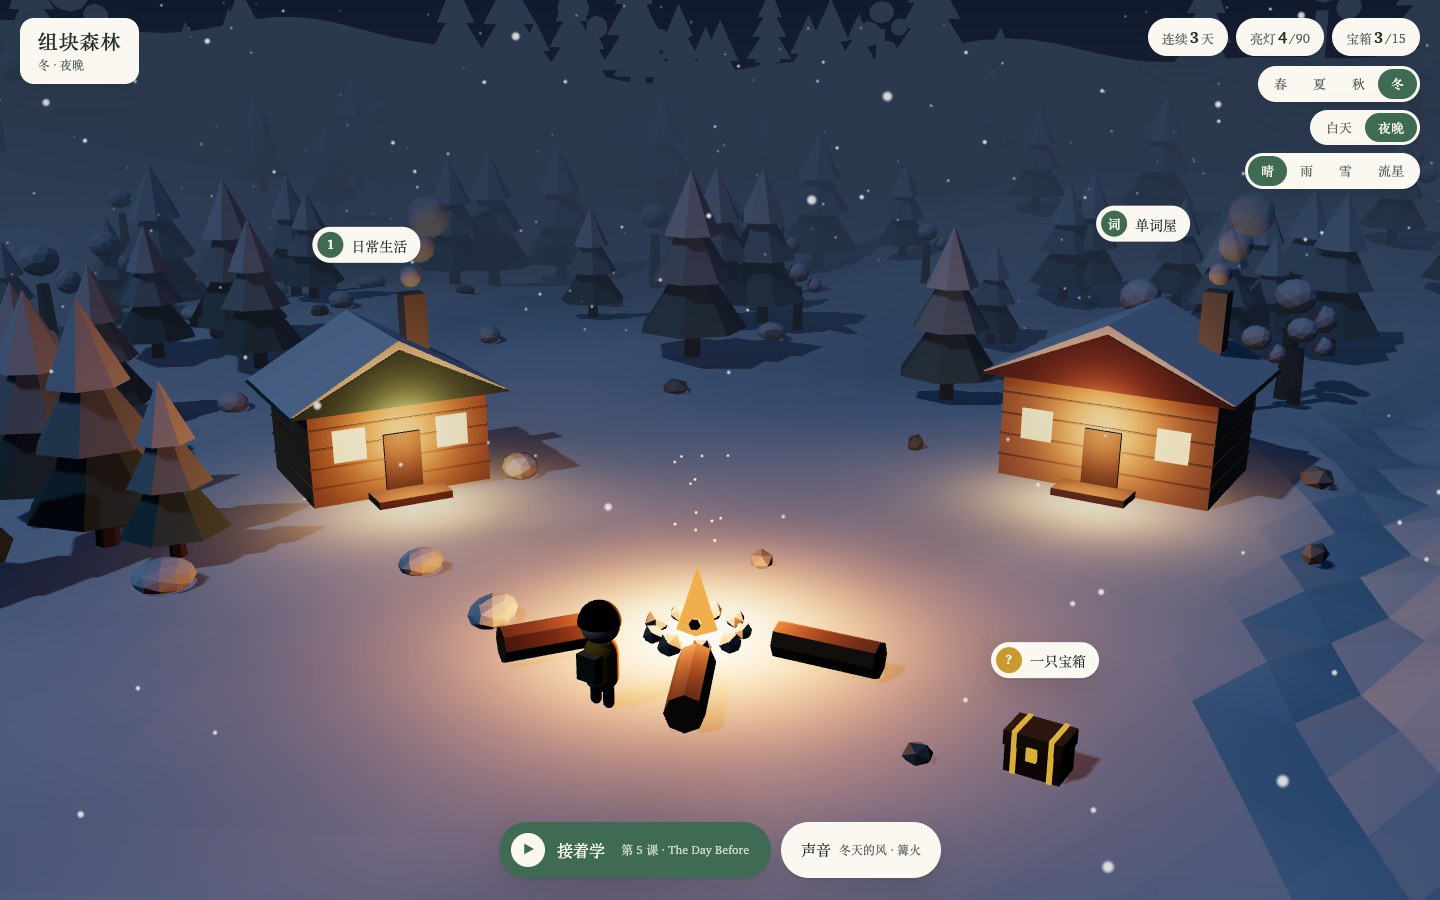 组块森林
冬 · 夜晚
连续 3 天
亮灯 4/90
宝箱 3/15
春 夏 秋 冬
白天 夜晚
晴 雨 雪 流星
1 日常生活
词 单词屋
? 一只宝箱
接着学 第 5 课 · The Day Before
声音 冬天的风 · 篝火